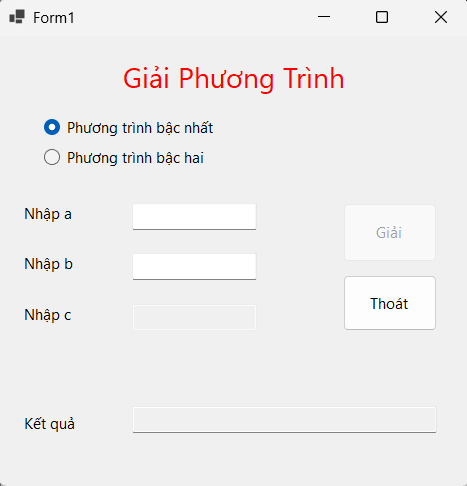 Form1
Giải Phương Trình
Phương trình bậc nhất
Phương trình bậc hai
Nhập a
Giải
Nhập b
Thoát
Nhập c
Kết quả